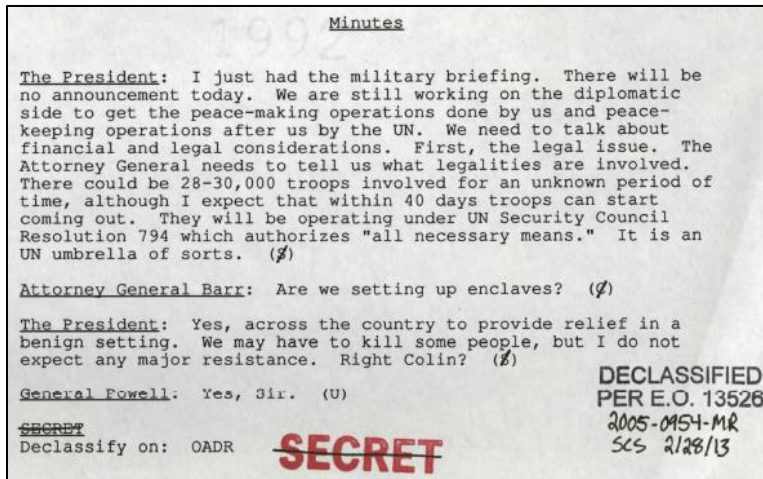 Minutes
1992
The President: I just had the military briefing. There will be
no announcement today. We are still working on the diplomatic
side to get the peace-making operations done by us and peace-
keeping operations after us by the UN. We need to talk about
financial and legal considerations. First, the legal issue. The
Attorney General needs to tell us what legalities are involved.
There could be 28-30,000 troops involved for an unknown period of
time, although I expect that within 40 days troops can start
coming out. They will be operating under UN Security Council
Resolution 794 which authorizes "all necessary means." It is an
UN umbrella of sorts. (S)
Attorney General Barr: Are we setting up enclaves? (C)
The President: Yes, across the country to provide relief in a
benign setting. We may have to kill some people, but I do not
expect any major resistance. Right Colin? (S)
General Powell: Yes, Sir. (U)
SECRET
Declassify on: OADR
SECRET
DECLASSIFIED
PER E.O. 13526
2005-0954-MR
SCS 2/28/13